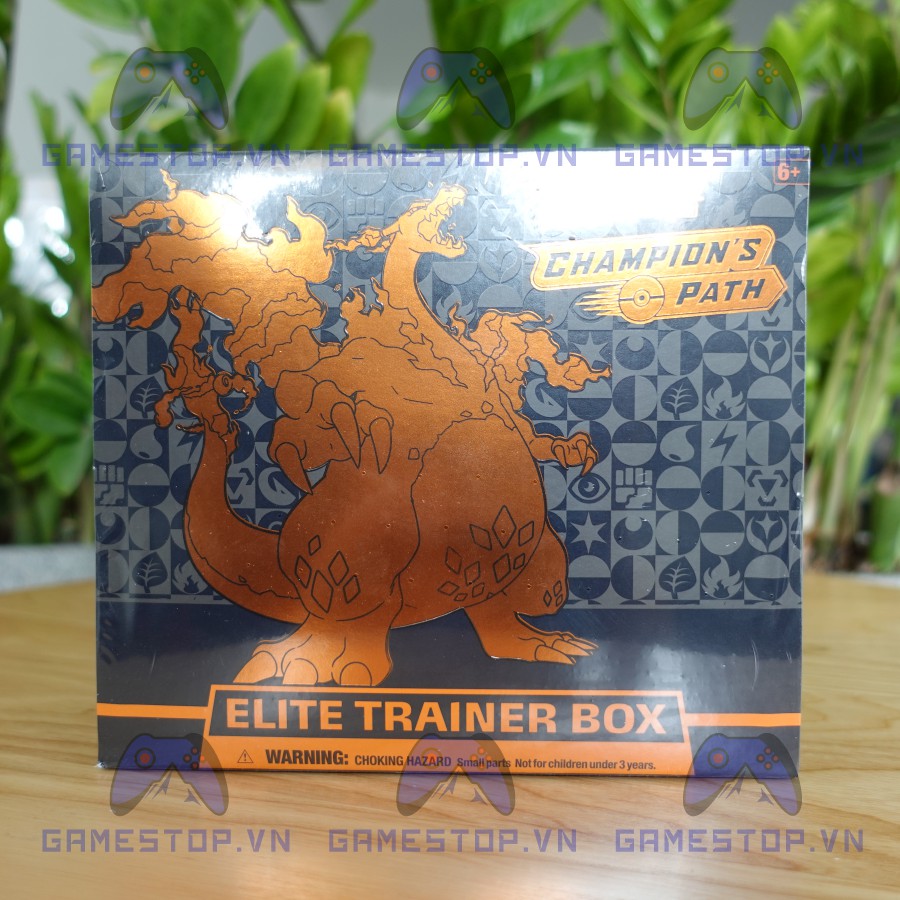 GAMESTOP.VN GAMESTOP.VN GAMESTOP.VN
6+
CHAMPION'S
PATH
ELITE TRAINER BOX
WARNING: CHOKING HAZARD Small parts Not for children under 3 years.
GAMESTOP.VN GAMESTOP.VN GAMESTOP.VN